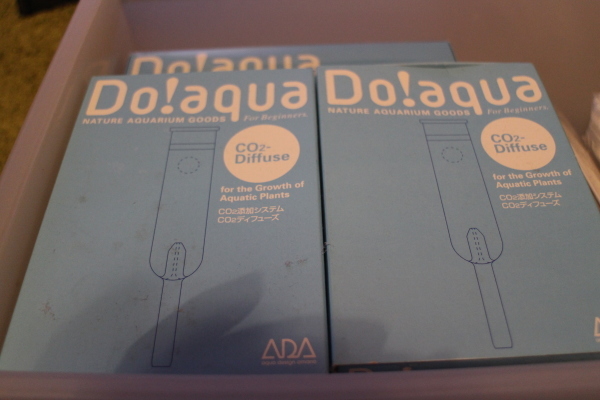 Do!aqua
Do!aqua
NATURE AQUARIUM GOODS For Beginners
CO2-
Diffuse
for the Growth of
Aquatic Plants
CO2添加システム
CO2ディフューズ
ADA
Do!aqua
NATURE AQUARIUM GOODS For Beginners
CO2-
Diffuse
for the Growth of
Aquatic Plants
CO2添加システム
CO2ディフューズ